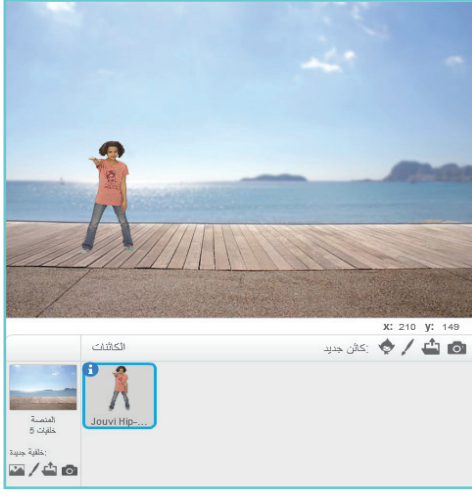 x: 210 y: 149
الكائنات
كائن جديد:
المنصة
خلفيات 5
خلفية جديدة:
i
Jouvi Hip-...